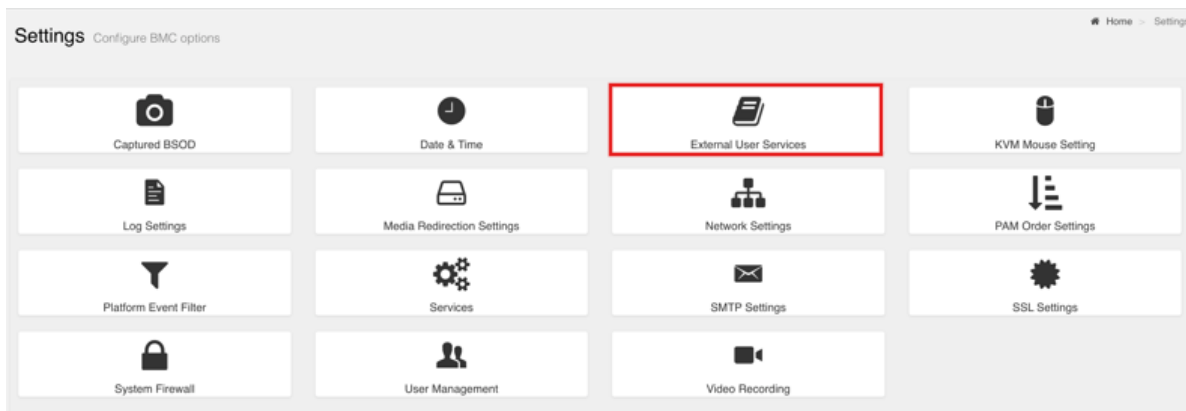 Settings Configure BMC options
Home > Settings
Captured BSOD
Date & Time
External User Services
KVM Mouse Setting
Log Settings
Media Redirection Settings
Network Settings
PAM Order Settings
Platform Event Filter
Services
SMTP Settings
SSL Settings
System Firewall
User Management
Video Recording